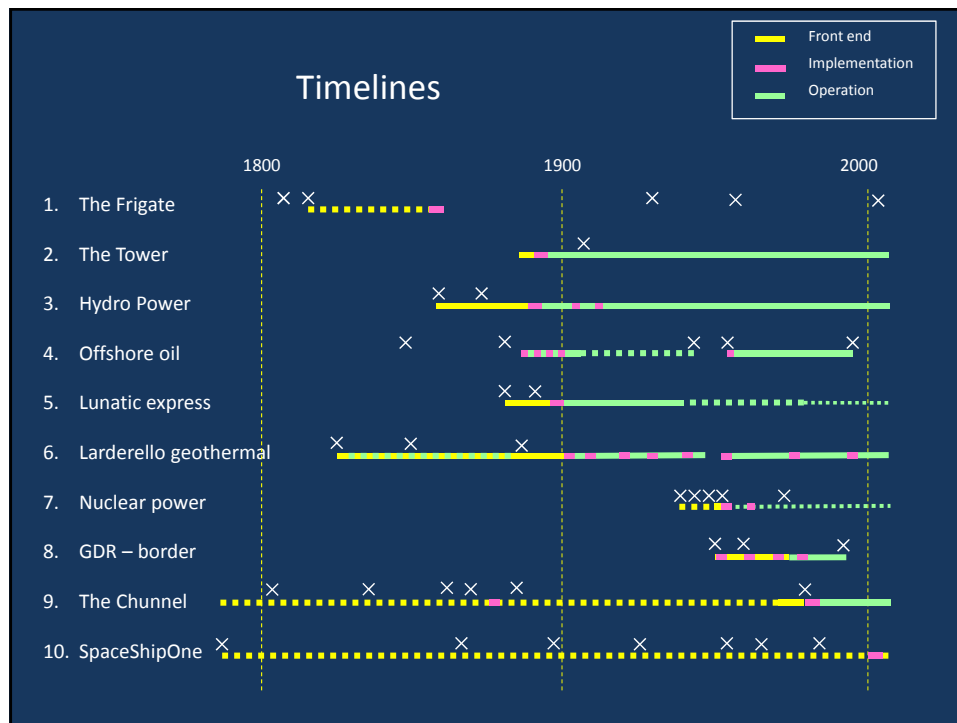 Front end
Implementation
Operation
Timelines
1800 1900 2000
1. The Frigate
2. The Tower
3. Hydro Power
4. Offshore oil
5. Lunatic express
6. Larderello geothermal
7. Nuclear power
8. GDR – border
9. The Chunnel
10. SpaceShipOne